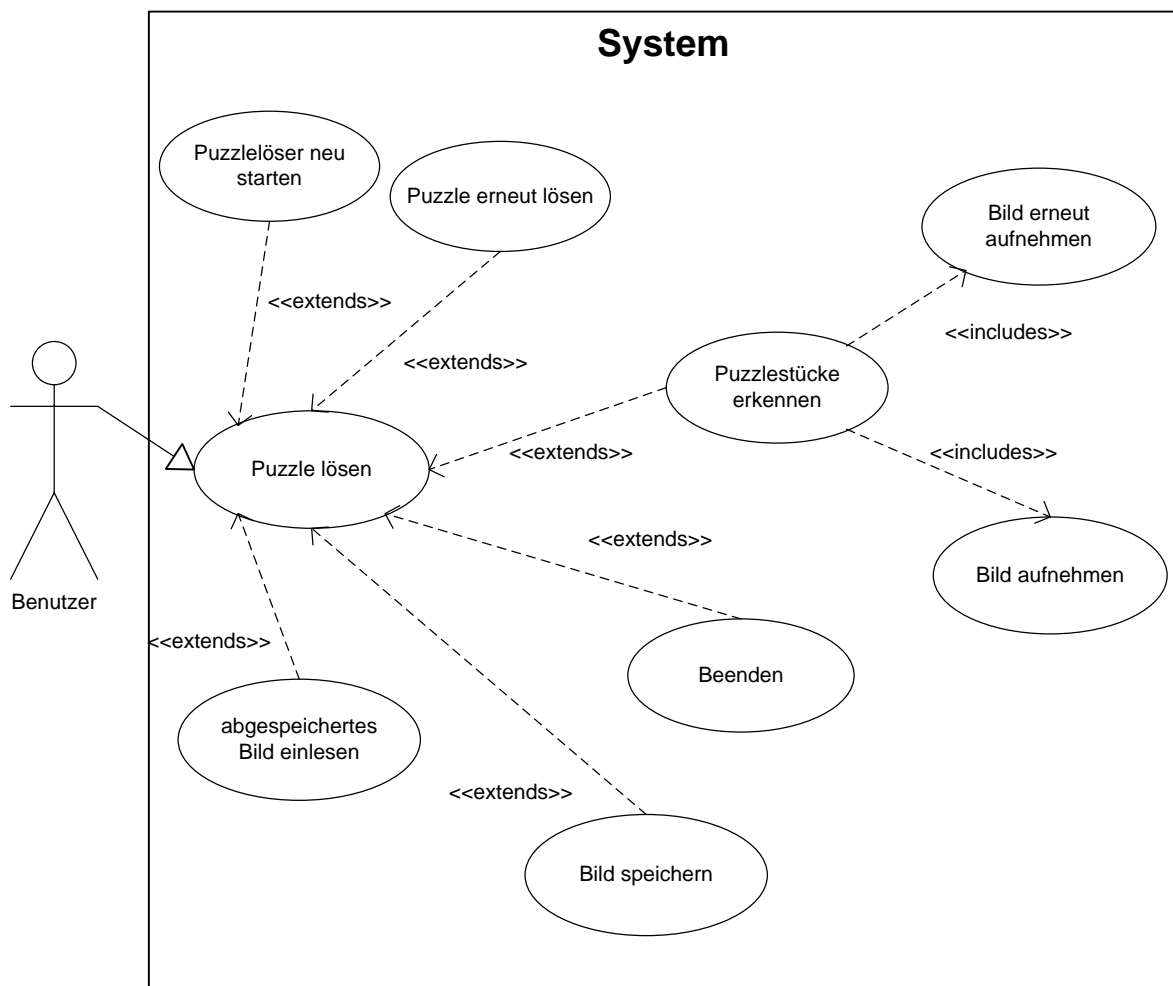 System
Puzzlelöser neu
starten
Puzzle erneut lösen
Bild erneut
aufnehmen
<<extends>>
<<includes>>
<<extends>>
Puzzlestücke
erkennen
<<extends>>
<<includes>>
Puzzle lösen
<<extends>>
Bild aufnehmen
Benutzer
<<extends>>
Beenden
abgespeichertes
Bild einlesen
<<extends>>
Bild speichern